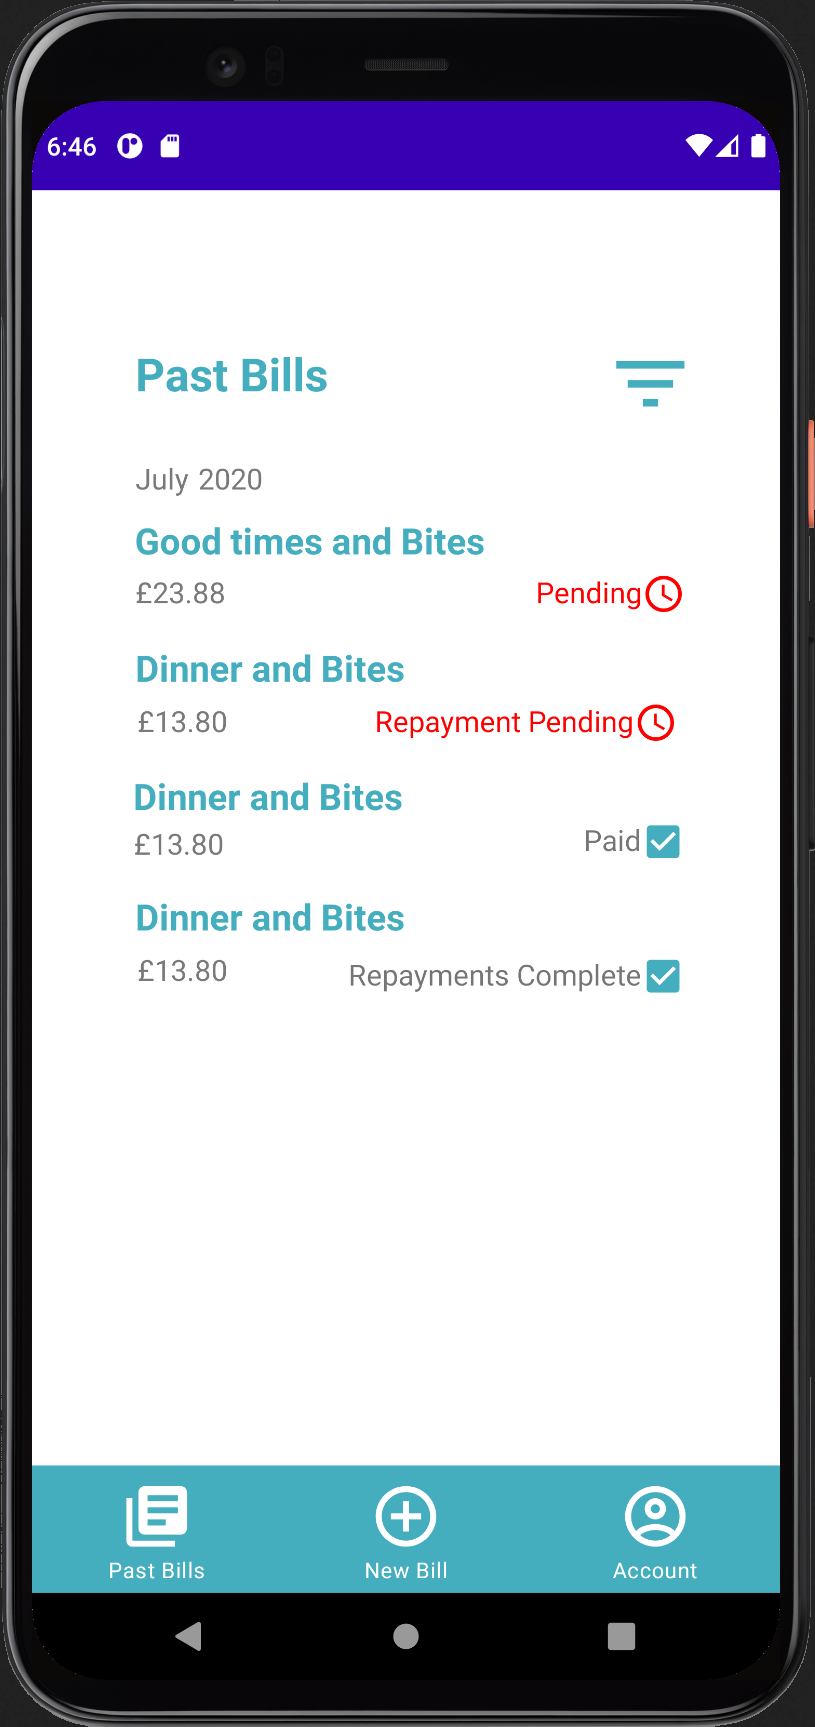 6:46
Past Bills
July 2020
Good times and Bites
£23.88 Pending
Dinner and Bites
£13.80 Repayment Pending
Dinner and Bites
£13.80 Paid
Dinner and Bites
£13.80 Repayments Complete
Past Bills New Bill Account